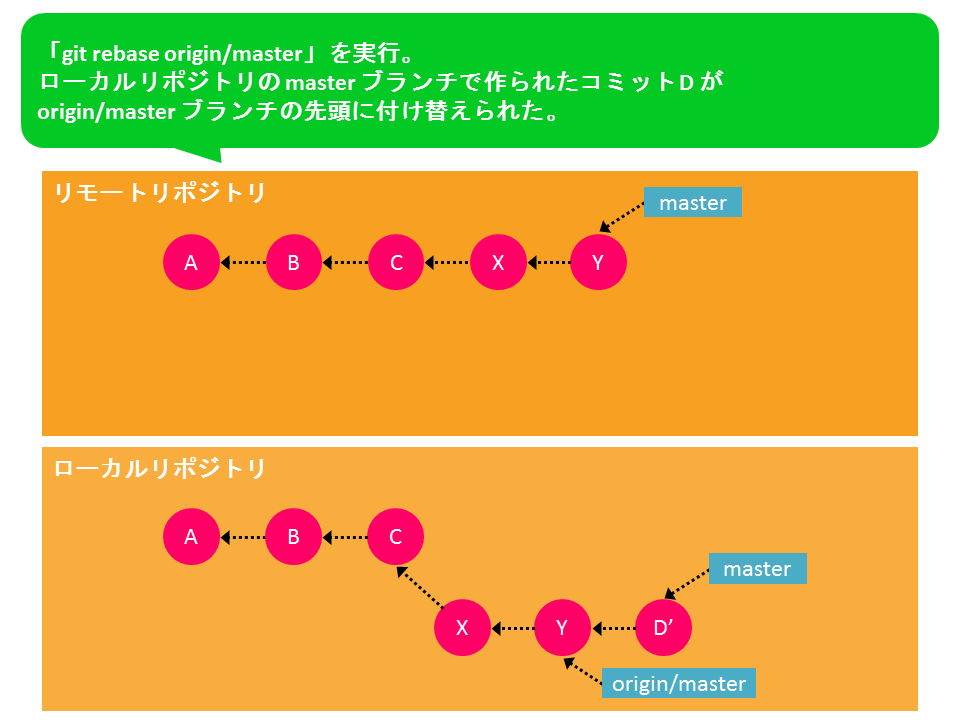 「git rebase origin/master」を実行。
ローカルリポジトリの master ブランチで作られたコミット D が
origin/master ブランチの先頭に付け替えられた。
リモートリポジトリ
master
A
B
C
X
Y
ローカルリポジトリ
A
B
C
master
X
Y
D’
origin/master